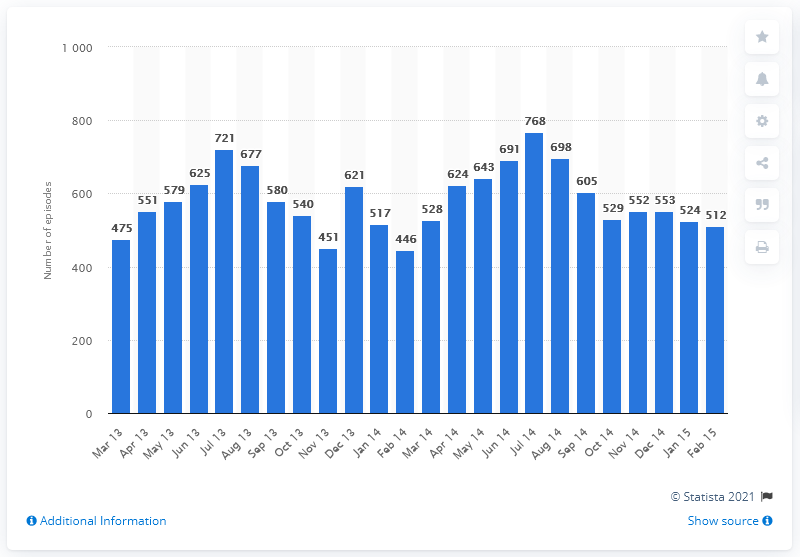 1 000
800
600
400
200
0
Number of episodes
475 551 579 625 721 677 580 540 451 621 517 446 528 624 643 691 768 698 605 529 552 553 524 512
Mar 13 Apr 13 May 13 Jun 13 Jul 13 Aug 13 Sep 13 Oct 13 Nov 13 Dec 13 Jan 14 Feb 14 Mar 14 Apr 14 May 14 Jun 14 Jul 14 Aug 14 Sep 14 Oct 14 Nov 14 Dec 14 Jan 15 Feb 15
© Statista 2021
Additional Information Show source